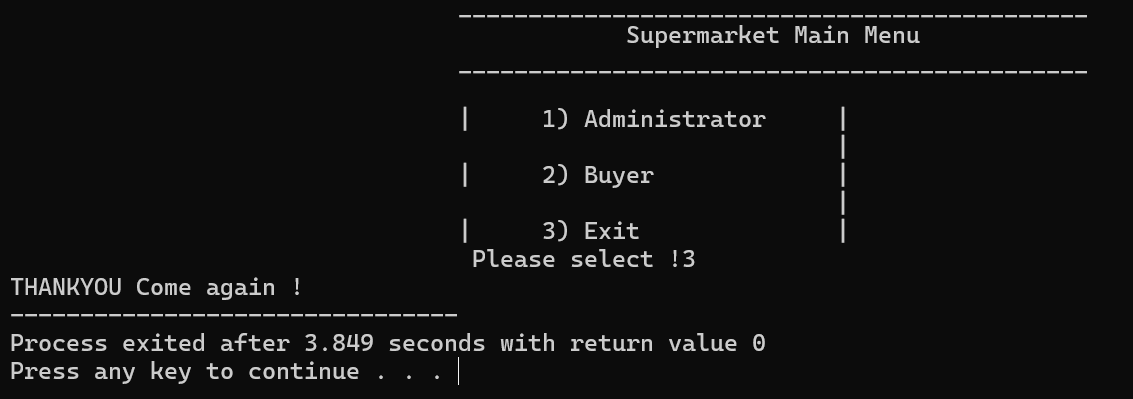 ---------------------------------------------
Supermarket Main Menu
---------------------------------------------
|     1) Administrator     |
|
|     2) Buyer             |
|
|     3) Exit              |
Please select !3
THANKYOU Come again !
--------------------------------
Process exited after 3.849 seconds with return value 0
Press any key to continue . . .